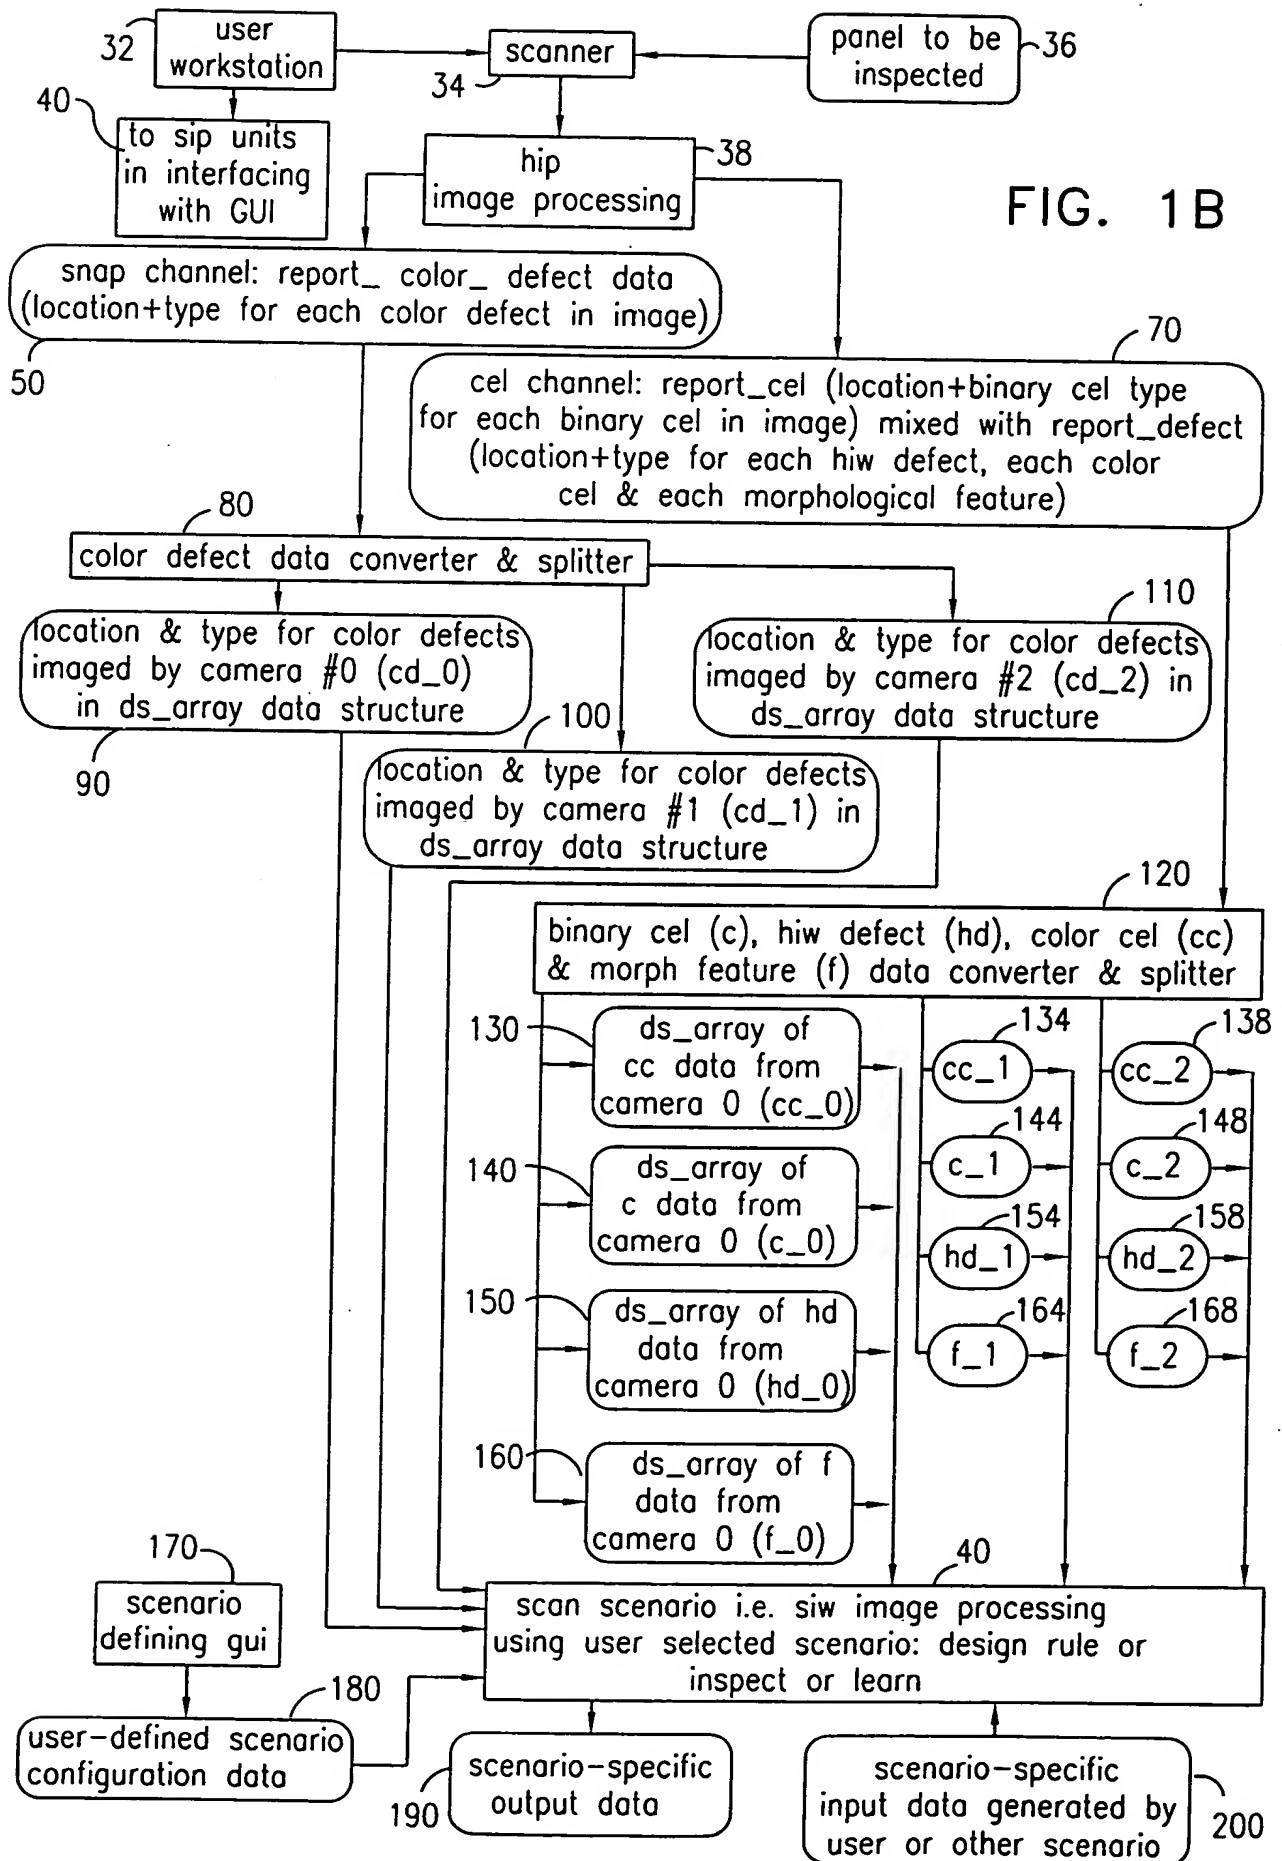 32
user
workstation
scanner
34
panel to be
inspected
36
40
to sip units
in interfacing
with GUI
hip
image processing
38
FIG. 1B
snap channel: report_ color_ defect data
(location+type for each color defect in image)
50
70
cel channel: report_cel (location+binary cel type
for each binary cel in image) mixed with report_defect
(location+type for each hiw defect, each color
cel & each morphological feature)
80
color defect data converter & splitter
location & type for color defects
imaged by camera #0 (cd_0)
in ds_array data structure
90
110
location & type for color defects
imaged by camera #2 (cd_2) in
ds_array data structure
100
location & type for color defects
imaged by camera #1 (cd_1) in
ds_array data structure
120
binary cel (c), hiw defect (hd), color cel (cc)
& morph feature (f) data converter & splitter
130
ds_array of
cc data from
camera 0 (cc_0)
134
cc_1
138
cc_2
140
ds_array of
c data from
camera 0 (c_0)
144
c_1
148
c_2
150
ds_array of hd
data from
camera 0 (hd_0)
154
hd_1
158
hd_2
160
ds_array of f
data from
camera 0 (f_0)
164
f_1
168
f_2
170
scenario
defining gui
40
scan scenario i.e. siw image processing
using user selected scenario: design rule or
inspect or learn
180
user-defined scenario
configuration data
190
scenario-specific
output data
scenario-specific
input data generated by
user or other scenario
200